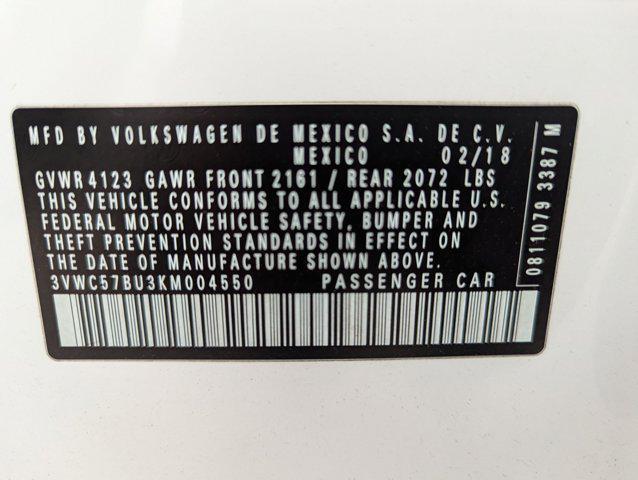 MFD BY VOLKSWAGEN DE MEXICO S.A. DE C.V.
MEXICO 02/18
GVWR 4123 GAWR FRONT 2161 / REAR 2072 LBS
THIS VEHICLE CONFORMS TO ALL APPLICABLE U.S.
FEDERAL MOTOR VEHICLE SAFETY, BUMPER AND
THEFT PREVENTION STANDARDS IN EFFECT ON
THE DATE OF MANUFACTURE SHOWN ABOVE.
3VWC57BU3KM004550 PASSENGER CAR
0811079 3387 M